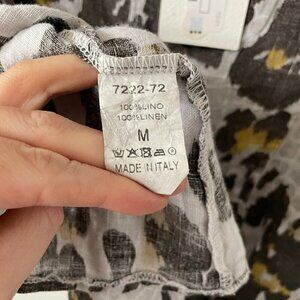 7222-72
100%LINO
100%LINEN
M
MADE IN ITALY